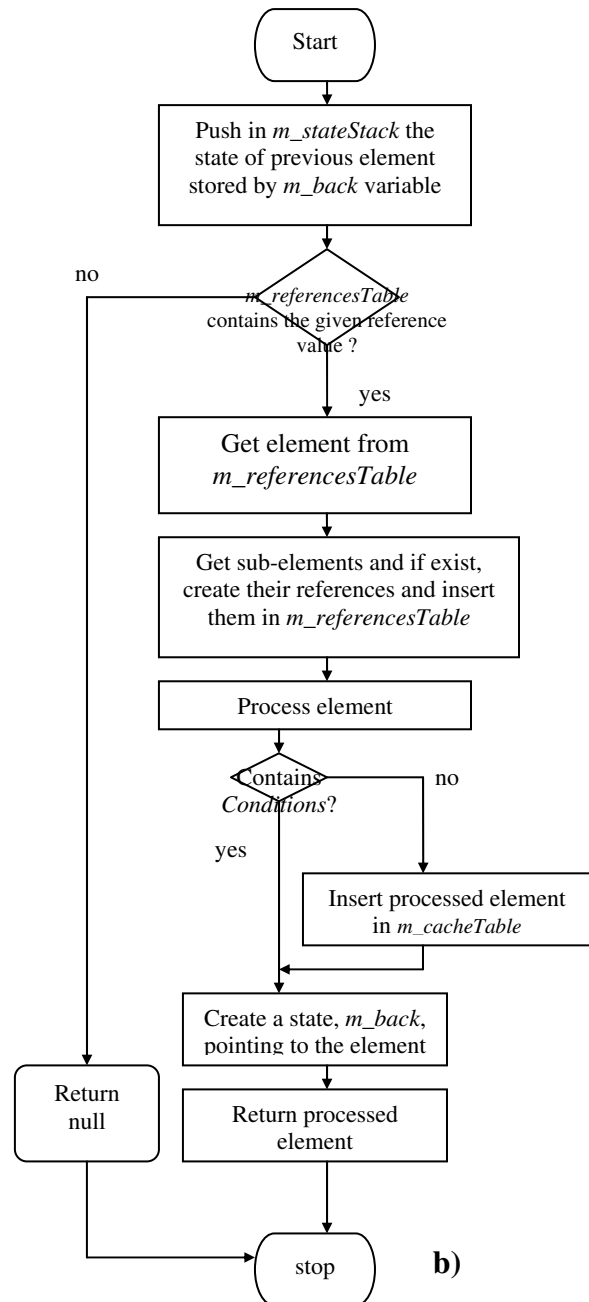 Start
Push in m_stateStack the
state of previous element
stored by m_back variable
no
m_referencesTable
contains the given reference
value ?
yes
Get element from
m_referencesTable
Get sub-elements and if exist,
create their references and insert
them in m_referencesTable
Process element
Contains
Conditions?
no
yes
Insert processed element
in m_cacheTable
Create a state, m_back,
pointing to the element
Return
null
Return processed
element
stop
b)